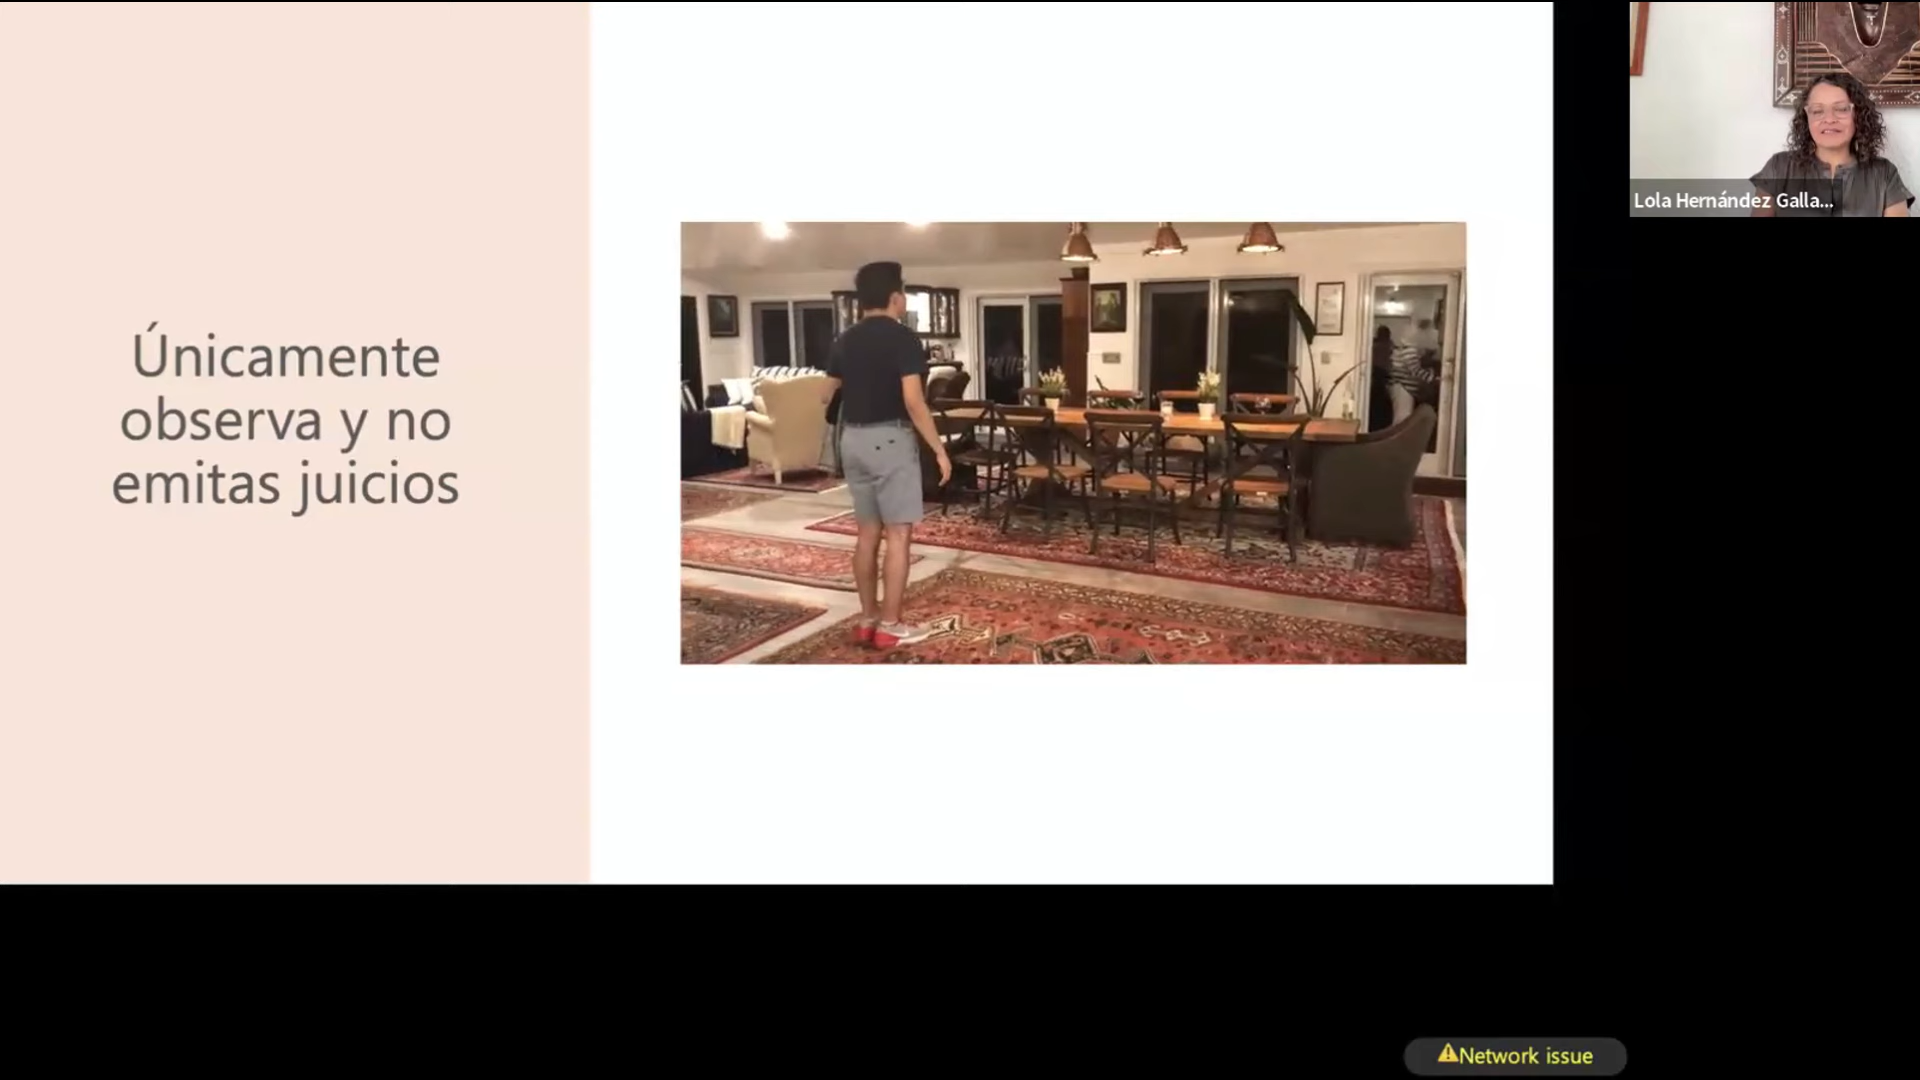 Únicamente
observa y no
emitas juicios
Lola Hernández Galla...
Network issue